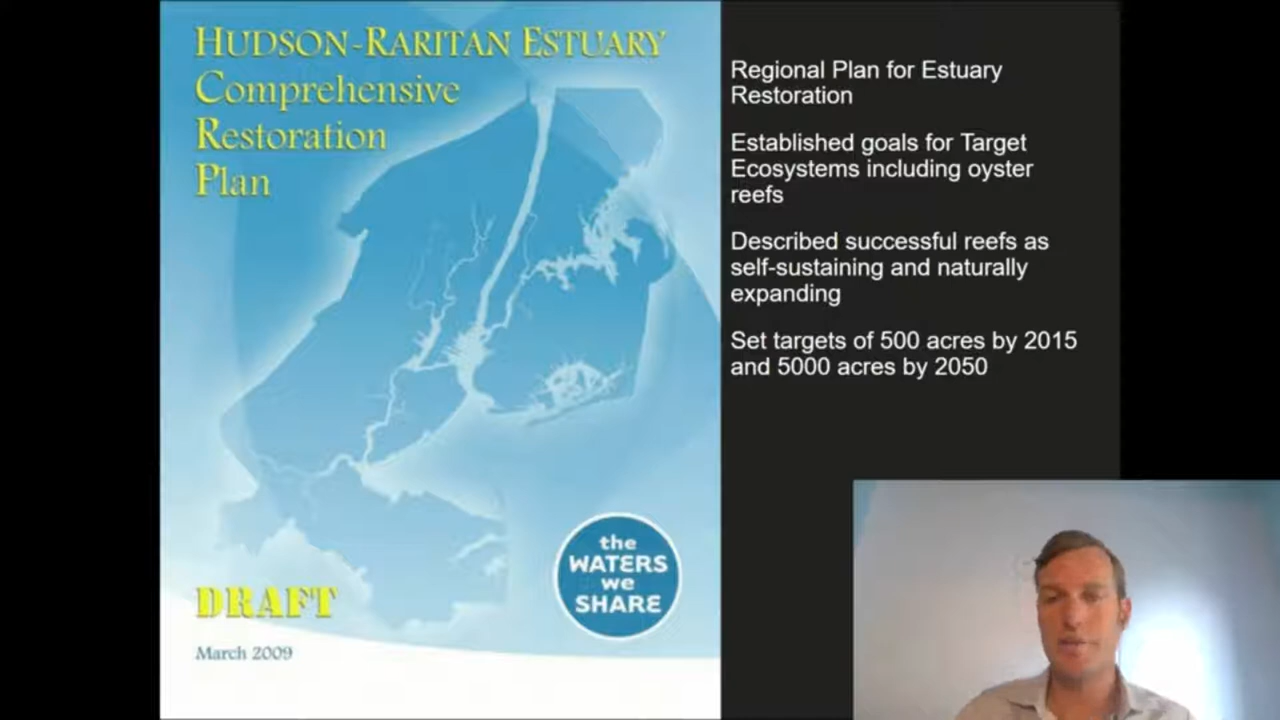 HUDSON-RARITAN ESTUARY
Comprehensive
Restoration
Plan
the
WATERS
we
SHARE
DRAFT
March 2009
Regional Plan for Estuary
Restoration
Established goals for Target
Ecosystems including oyster
reefs
Described successful reefs as
self-sustaining and naturally
expanding
Set targets of 500 acres by 2015
and 5000 acres by 2050